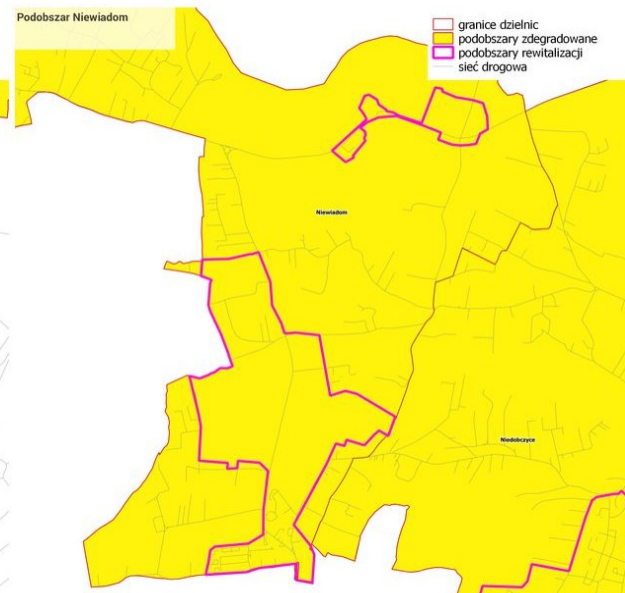 Podobszar Niewiadom
granice dzielnic
podobszary zdegradowane
podobszary rewitalizacji
sieć drogowa
Niewiadom
Niedobczyce